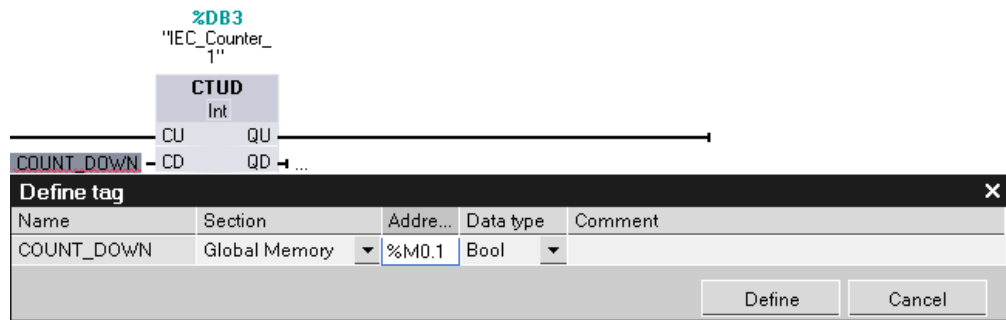 %DB3
"IEC_Counter_
1"
CTUD
Int
CU QU
COUNT_DOWN CD QD ...
Define tag
Name Section Addre... Data type Comment
COUNT_DOWN Global Memory %M0.1 Bool
Define Cancel